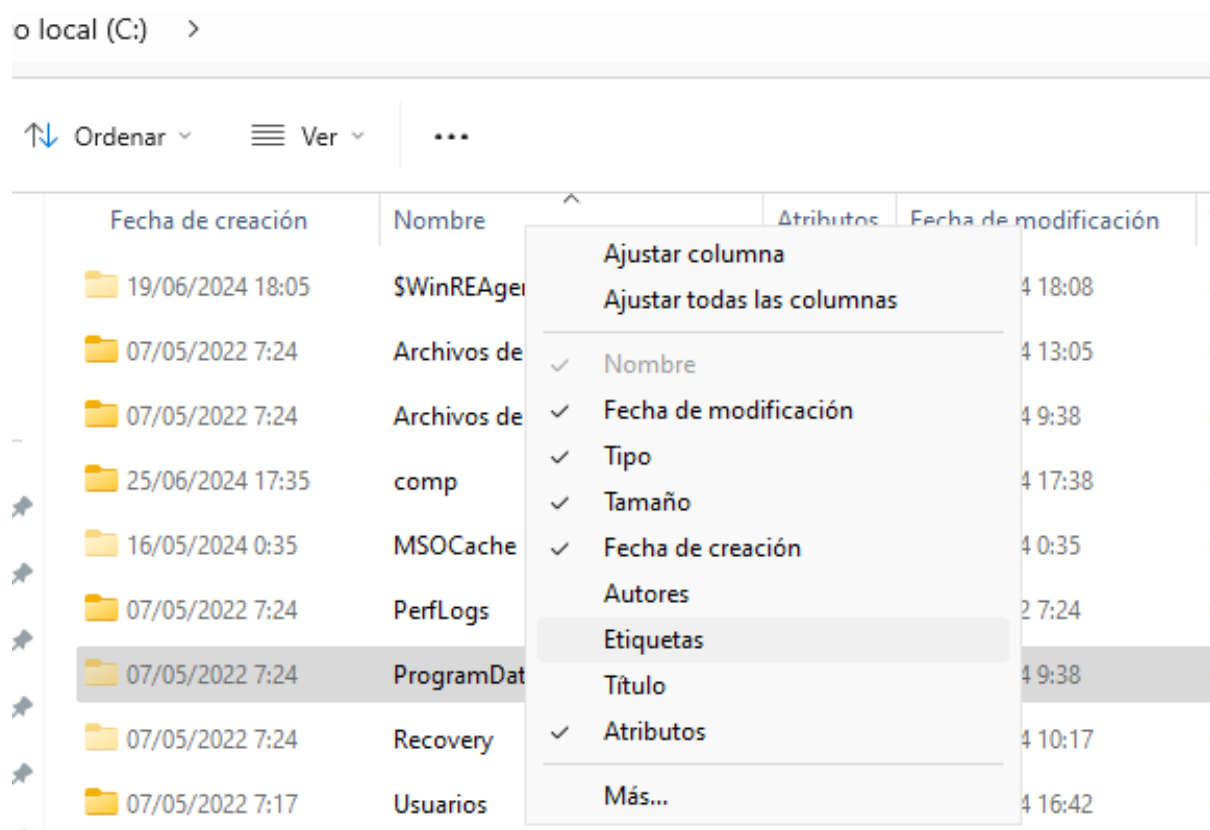 o local (C:) >
Ordenar Ver ...
Fecha de creación Nombre Atributos Fecha de modificación
19/06/2024 18:05 $WinREAge 4 18:08
07/05/2022 7:24 Archivos de 4 13:05
07/05/2022 7:24 Archivos de 4 9:38
25/06/2024 17:35 comp 4 17:38
16/05/2024 0:35 MSOCache 4 0:35
07/05/2022 7:24 PerfLogs 2 7:24
07/05/2022 7:24 ProgramDat 4 9:38
07/05/2022 7:24 Recovery 4 10:17
07/05/2022 7:17 Usuarios 4 16:42
Ajustar columna
Ajustar todas las columnas
Nombre
Fecha de modificación
Tipo
Tamaño
Fecha de creación
Autores
Etiquetas
Título
Atributos
Más...